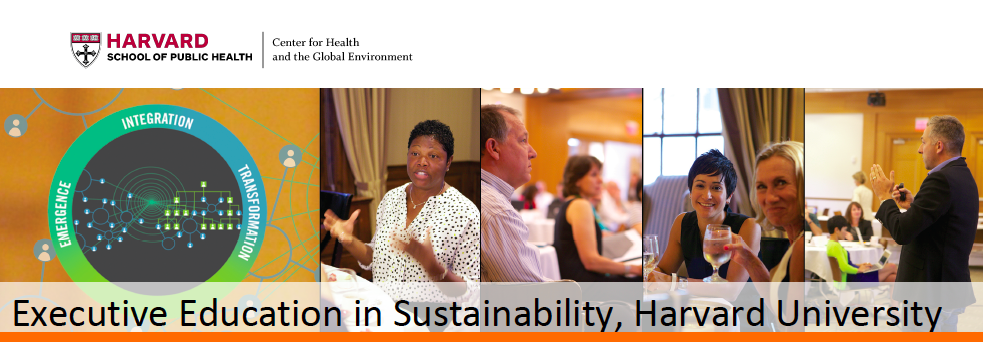 HARVARD
SCHOOL OF PUBLIC HEALTH
Center for Health
and the Global Environment
INTEGRATION
TRANSFORMATION
EMERGENCE
Executive Education in Sustainability, Harvard University